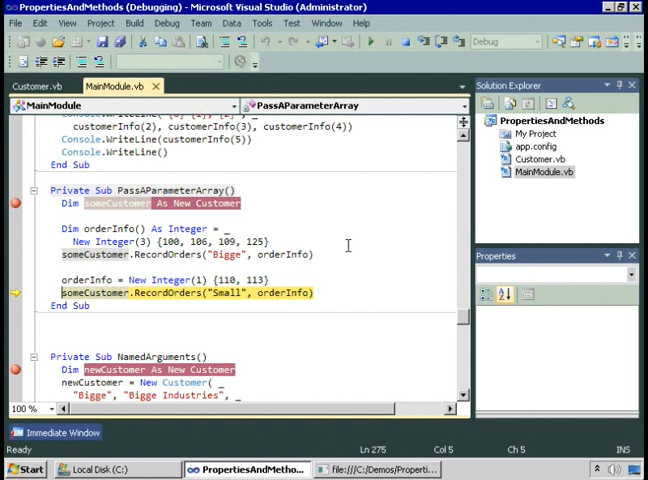 PropertiesAndMethods (Debugging) - Microsoft Visual Studio (Administrator)
File Edit View Project Build Debug Team Data Tools Test Window Help
Debug
Customer.vb MainModule.vb
MainModule PassAParameterArray
customerInfo(2), customerInfo(3), customerInfo(4))
Console.WriteLine(customerInfo(5))
Console.WriteLine()
End Sub
Private Sub PassAParameterArray()
Dim someCustomer As New Customer
Dim orderInfo() As Integer = _
New Integer(3) {100, 106, 109, 125}
someCustomer.RecordOrders("Bigge", orderInfo)
orderInfo = New Integer(1) {110, 113}
someCustomer.RecordOrders("Small", orderInfo)
End Sub
Private Sub NamedArguments()
Dim newCustomer As New Customer
newCustomer = New Customer( _
"Bigge", "Bigge Industries", _
100 %
Solution Explorer
PropertiesAndMethods
My Project
app.config
Customer.vb
MainModule.vb
Properties
Immediate Window
Ready Ln 275 Col 5 Ch 5 INS
Start Local Disk (C:) PropertiesAndMetho... file:///C:/Demos/Properti...